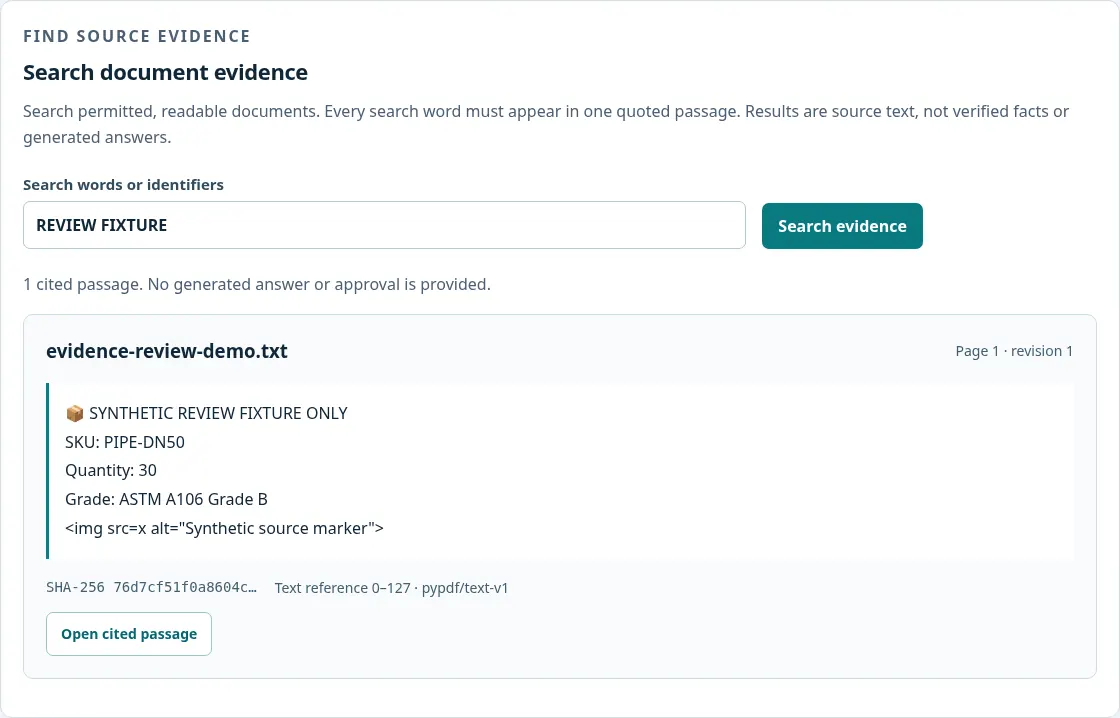 FIND SOURCE EVIDENCE
Search document evidence
Search permitted, readable documents. Every search word must appear in one quoted passage. Results are source text, not verified facts or
generated answers.
Search words or identifiers
REVIEW FIXTURE
Search evidence
1 cited passage. No generated answer or approval is provided.
evidence-review-demo.txt
Page 1 · revision 1
📦 SYNTHETIC REVIEW FIXTURE ONLY
SKU: PIPE-DN50
Quantity: 30
Grade: ASTM A106 Grade B
<img src=x alt="Synthetic source marker">
SHA-256 76d7cf51f0a8604c… Text reference 0–127 · pypdf/text-v1
Open cited passage